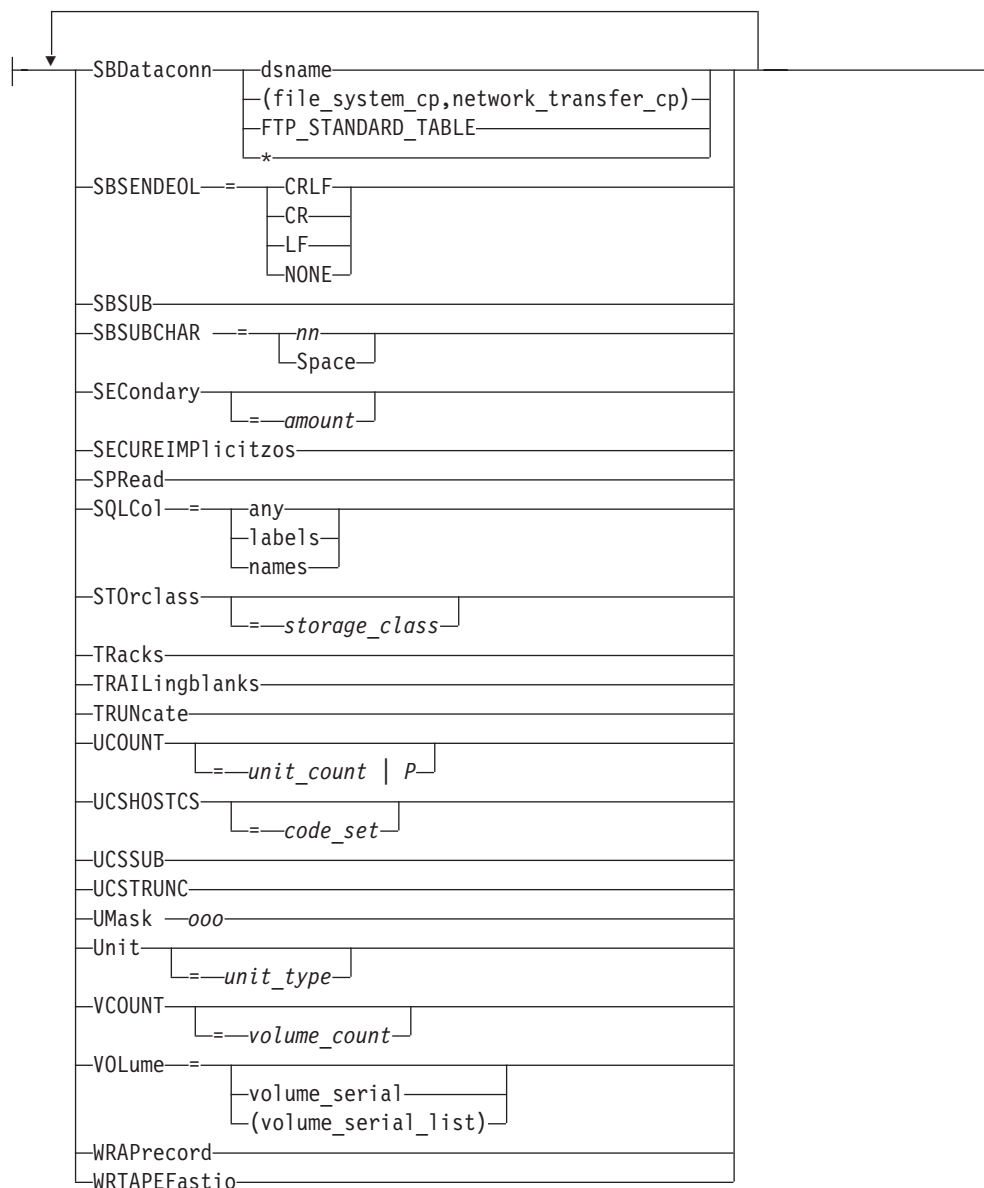 SBDataconn dsname
(file_system_cp,network_transfer_cp)
FTP_STANDARD_TABLE
*
SBSENDEOL = CRLF
CR
LF
NONE
SBSUB
SBSUBCHAR = nn
Space
SECondary
=amount
SECUREIMPlicitzos
SPRead
SQLCol = any
labels
names
STOrclass
=storage_class
TRacks
TRAILingblanks
TRUNcate
UCOUNT
=unit_count | P
UCSHOSTCS
=code_set
UCSSUB
UCSTRUNC
UMask ooo
Unit
=unit_type
VCOUNT
=volume_count
VOLume =
volume_serial
(volume_serial_list)
WRAPrecord
WRTAPEFastio